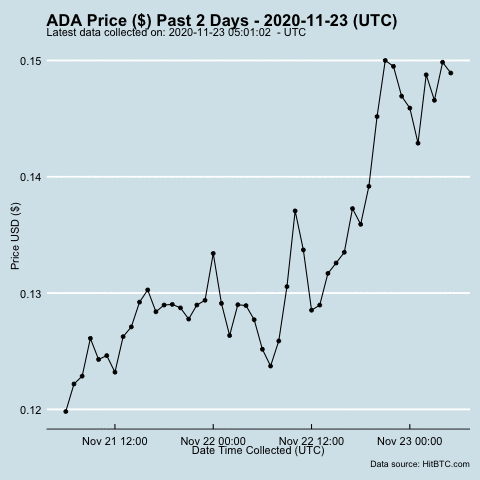 ADA Price ($) Past 2 Days - 2020-11-23 (UTC)
Latest data collected on: 2020-11-23 05:01:02 - UTC
0.15
0.14
0.13
0.12
Price USD ($)
Nov 21 12:00 Nov 22 00:00 Nov 22 12:00 Nov 23 00:00
Date Time Collected (UTC)
Data source: HitBTC.com